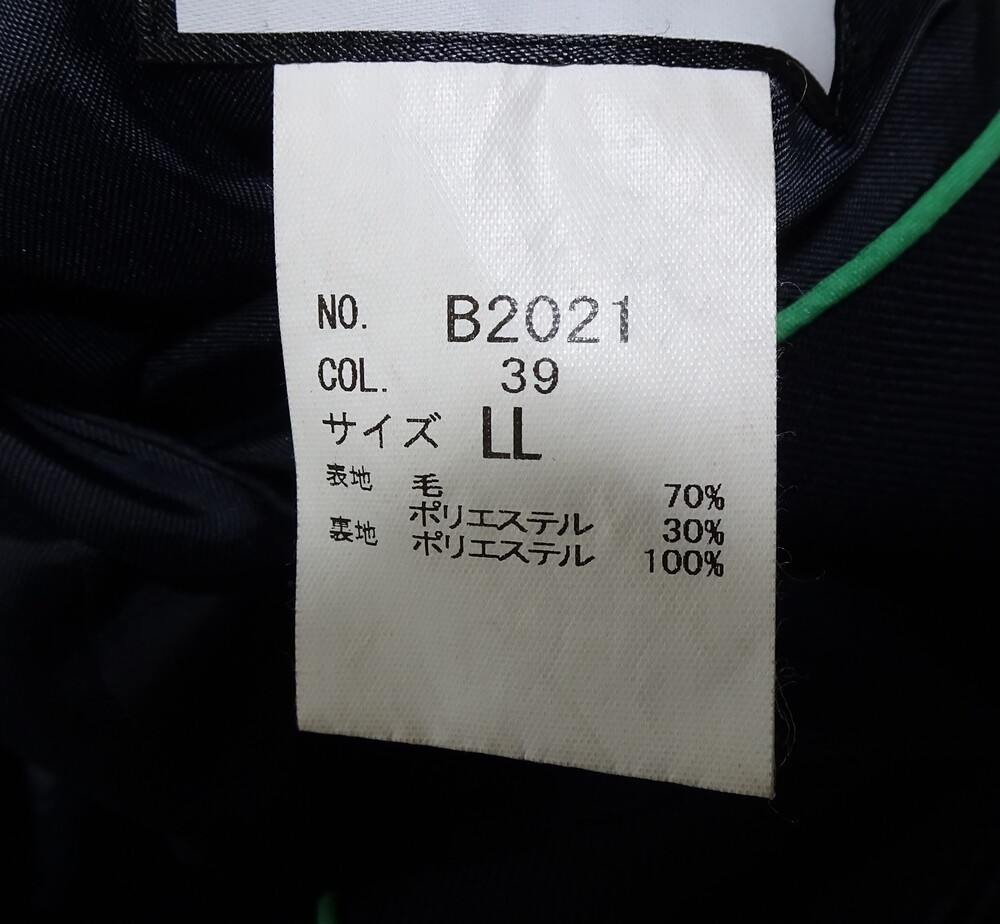 NO. B2021
COL. 39
サイズ LL
表地 毛 70%
ポリエステル 30%
裏地 ポリエステル 100%